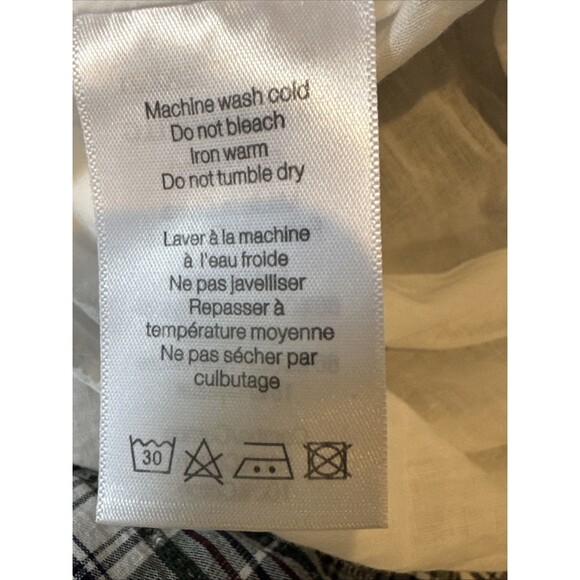 Machine wash cold
Do not bleach
Iron warm
Do not tumble dry
Laver à la machine
à l'eau froide
Ne pas javelliser
Repasser à
température moyenne
Ne pas sécher par
culbutage
30